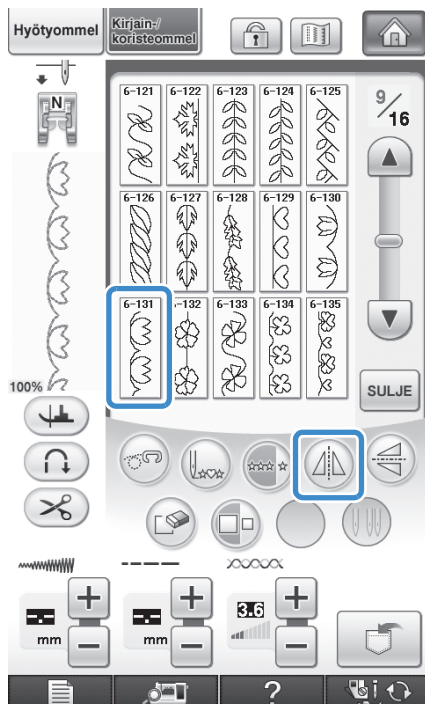 Hyötyommel
Kirjain-/
koristeommel
N
6-121 6-122 6-123 6-124 6-125
9/16
6-126 6-127 6-128 6-129 6-130
6-131 -132 6-133 6-134 6-135
100%
SULJE
mm
mm
3.6
?
i